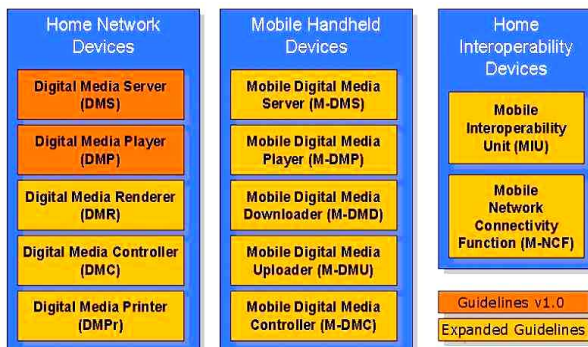 Home Network
Devices
Digital Media Server
(DMS)
Digital Media Player
(DMP)
Digital Media Renderer
(DMR)
Digital Media Controller
(DMC)
Digital Media Printer
(DMPr)
Mobile Handheld
Devices
Mobile Digital Media
Server (M-DMS)
Mobile Digital Media
Player (M-DMP)
Mobile Digital Media
Downloader (M-DMD)
Mobile Digital Media
Uploader (M-DMU)
Mobile Digital Media
Controller (M-DMC)
Home
Interoperability
Devices
Mobile
Interoperability
Unit (MIU)
Mobile
Network
Connectivity
Function (M-NCF)
Guidelines v1.0
Expanded Guidelines